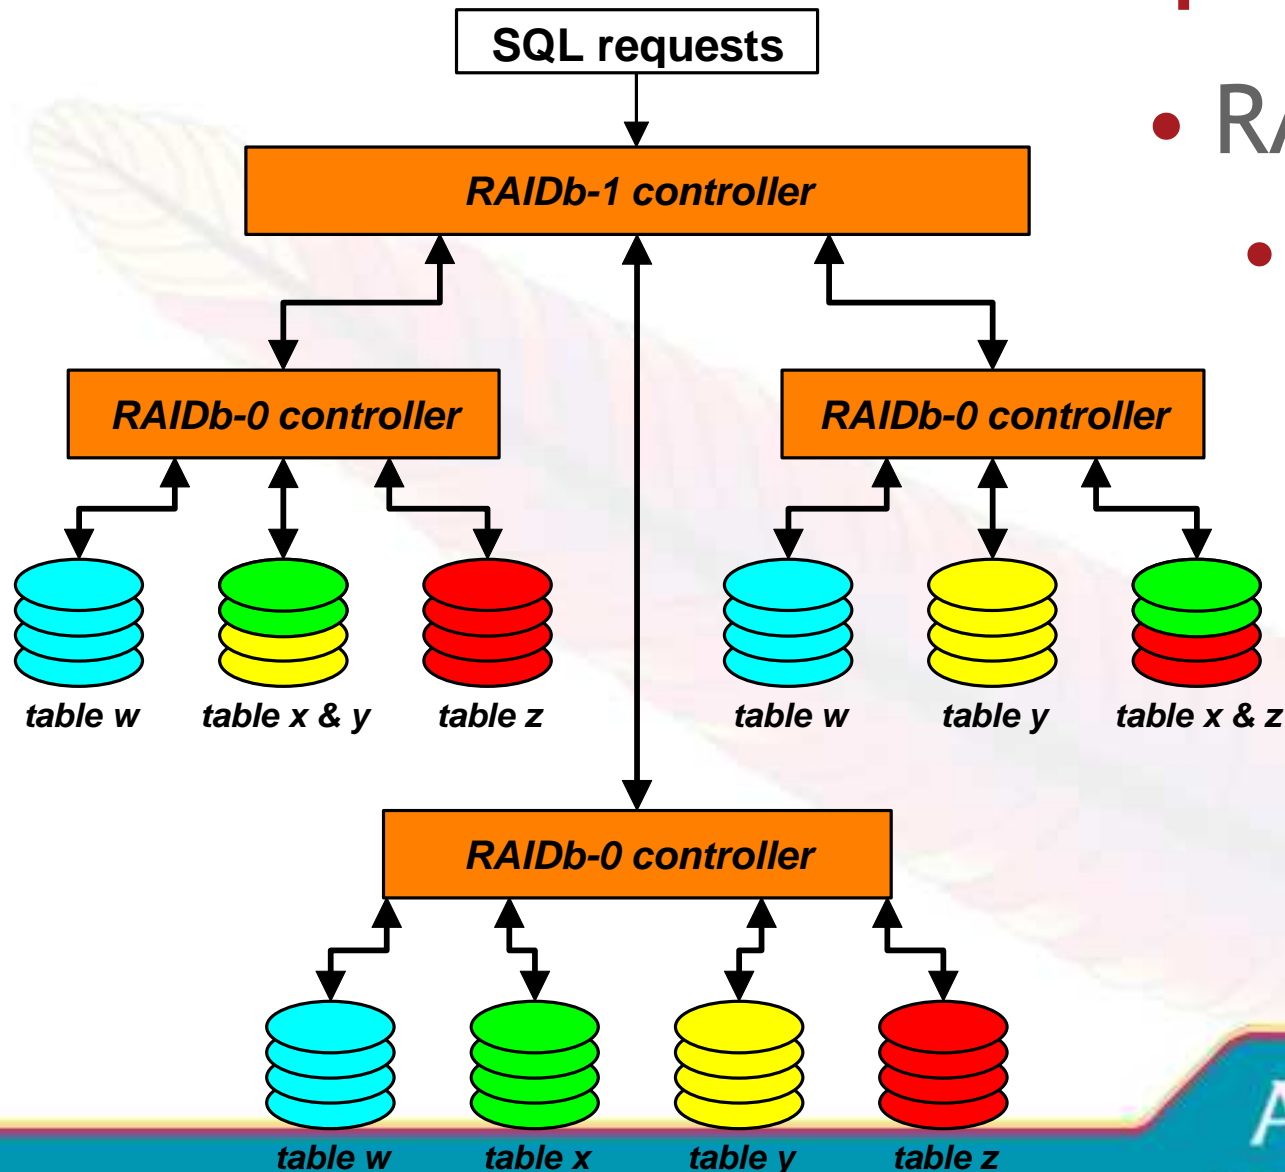 SQL requests
RAIDb-1 controller
RAIDb-0 controller
RAIDb-0 controller
table w
table x & y
table z
table w
table y
table x & z
RAIDb-0 controller
table w
table x
table y
table z
• RA
•
A